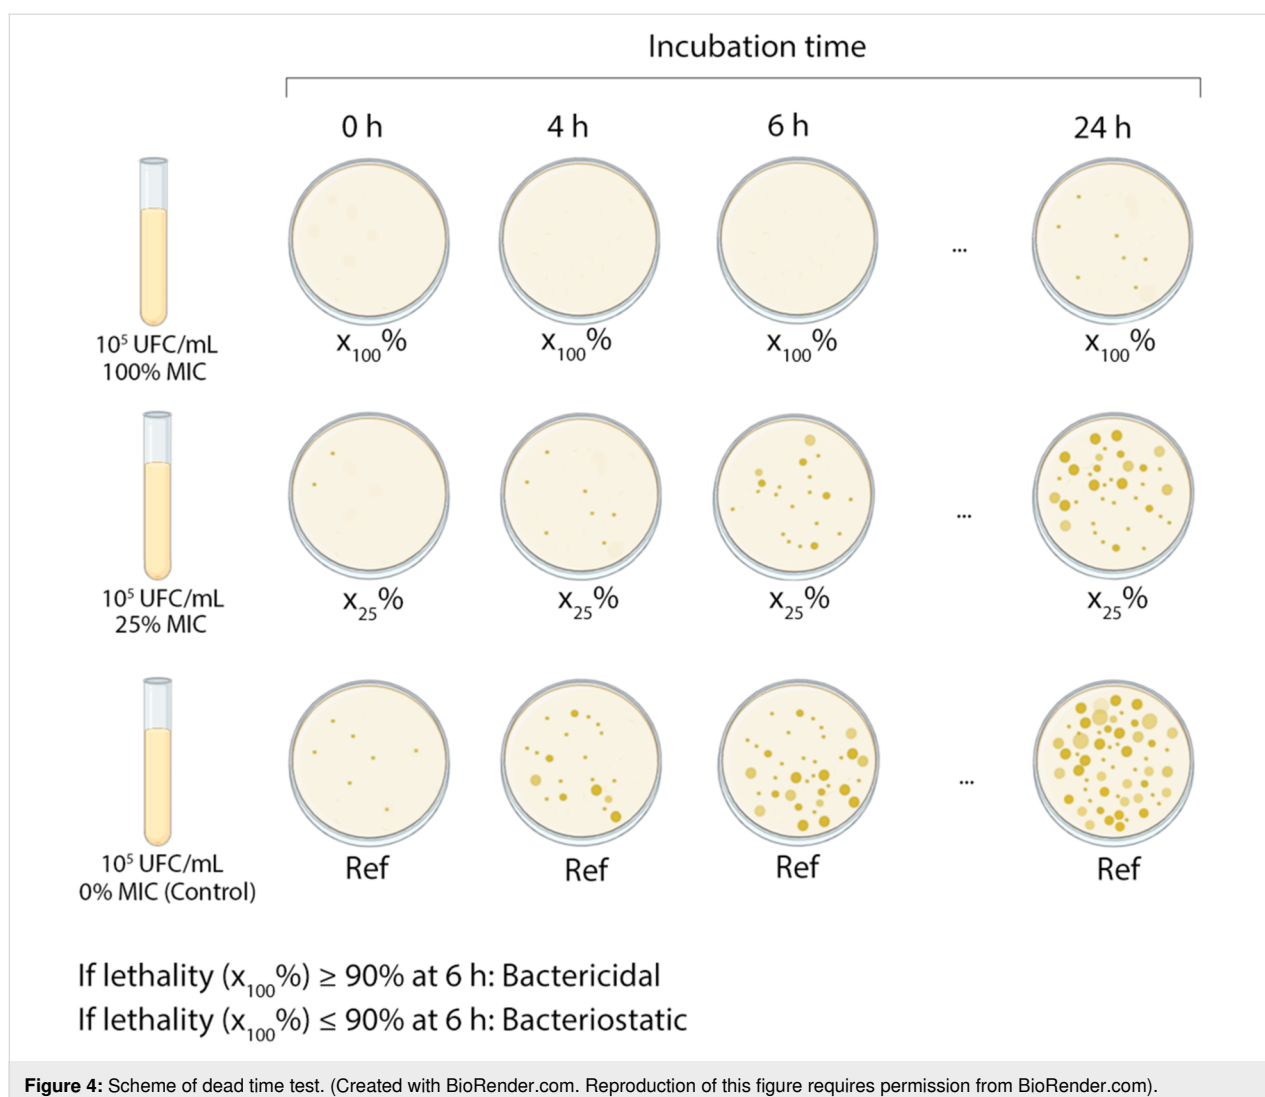 Incubation time
0 h 4 h 6 h 24 h
...
10⁵ UFC/mL
100% MIC
x₁₀₀% x₁₀₀% x₁₀₀% x₁₀₀%
...
10⁵ UFC/mL
25% MIC
x₂₅% x₂₅% x₂₅% x₂₅%
...
10⁵ UFC/mL
0% MIC (Control)
Ref Ref Ref Ref
If lethality (x₁₀₀%) ≥ 90% at 6 h: Bactericidal
If lethality (x₁₀₀%) ≤ 90% at 6 h: Bacteriostatic
Figure 4: Scheme of dead time test. (Created with BioRender.com. Reproduction of this figure requires permission from BioRender.com).